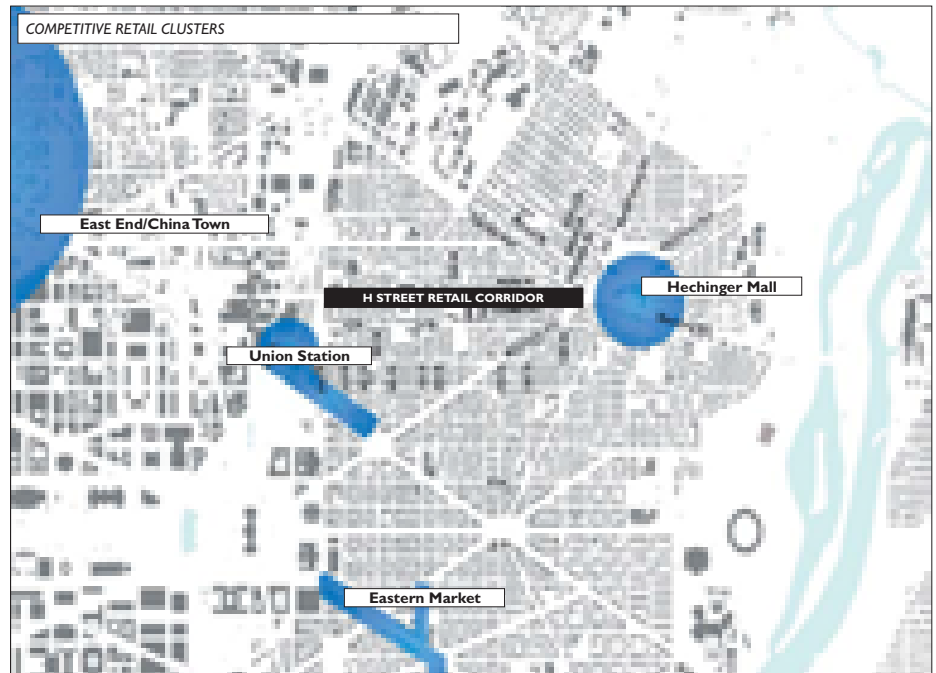 COMPETITIVE RETAIL CLUSTERS
East End/China Town
Hechinger Mall
H STREET RETAIL CORRIDOR
Union Station
Eastern Market